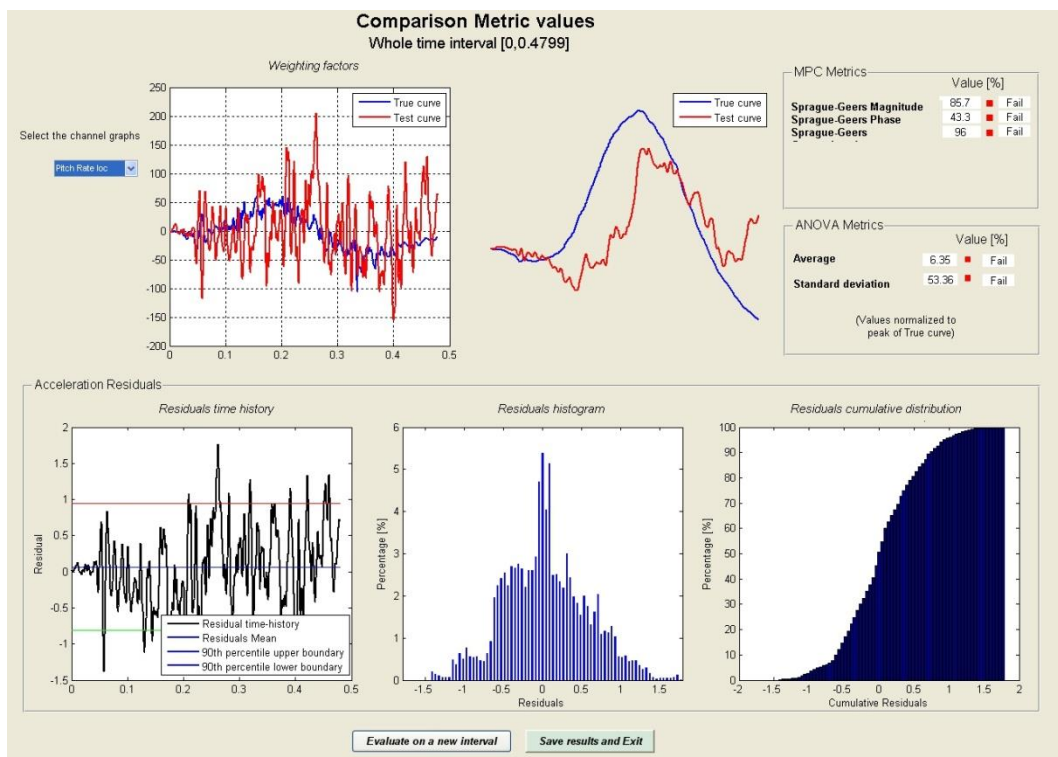 Comparison Metric values
Whole time interval [0,0.4799]
Weighting factors
Select the channel graphs
Pitch Rate loc
250
200
150
100
50
0
-50
-100
-150
-200
0 0.1 0.2 0.3 0.4 0.5
True curve
Test curve
True curve
Test curve
MPC Metrics
Value [%]
Sprague-Geers Magnitude 85.7 Fail
Sprague-Geers Phase 43.3 Fail
Sprague-Geers 96 Fail
ANOVA Metrics
Value [%]
Average 6.35 Fail
Standard deviation 53.36 Fail
(Values normalized to
peak of True curve)
Acceleration Residuals
Residuals time history
Residual
2
1.5
1
0.5
0
-0.5
-1
-1.5
0 0.1 0.2 0.3 0.4 0.5
Residual time-history
Residuals Mean
90th percentile upper boundary
90th percentile lower boundary
Residuals histogram
Percentage [%]
6
5
4
3
2
1
0
-1.5 -1 -0.5 0 0.5 1 1.5
Residuals
Residuals cumulative distribution
Percentage [%]
100
90
80
70
60
50
40
30
20
10
0
-2 -1.5 -1 -0.5 0 0.5 1 1.5 2
Cumulative Residuals
Evaluate on a new interval
Save results and Exit